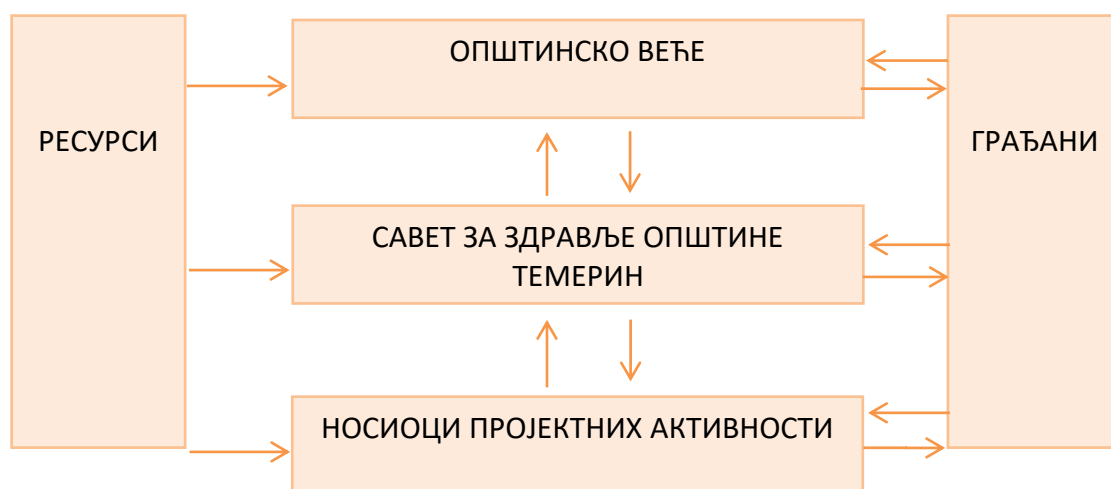 ОПШТИНСКО ВЕЋЕ
РЕСУРСИ
ГРАЂАНИ
САВЕТ ЗА ЗДРАВЉЕ ОПШТИНЕ
ТЕМЕРИН
НОСИОЦИ ПРОЈЕКТНИХ АКТИВНОСТИ